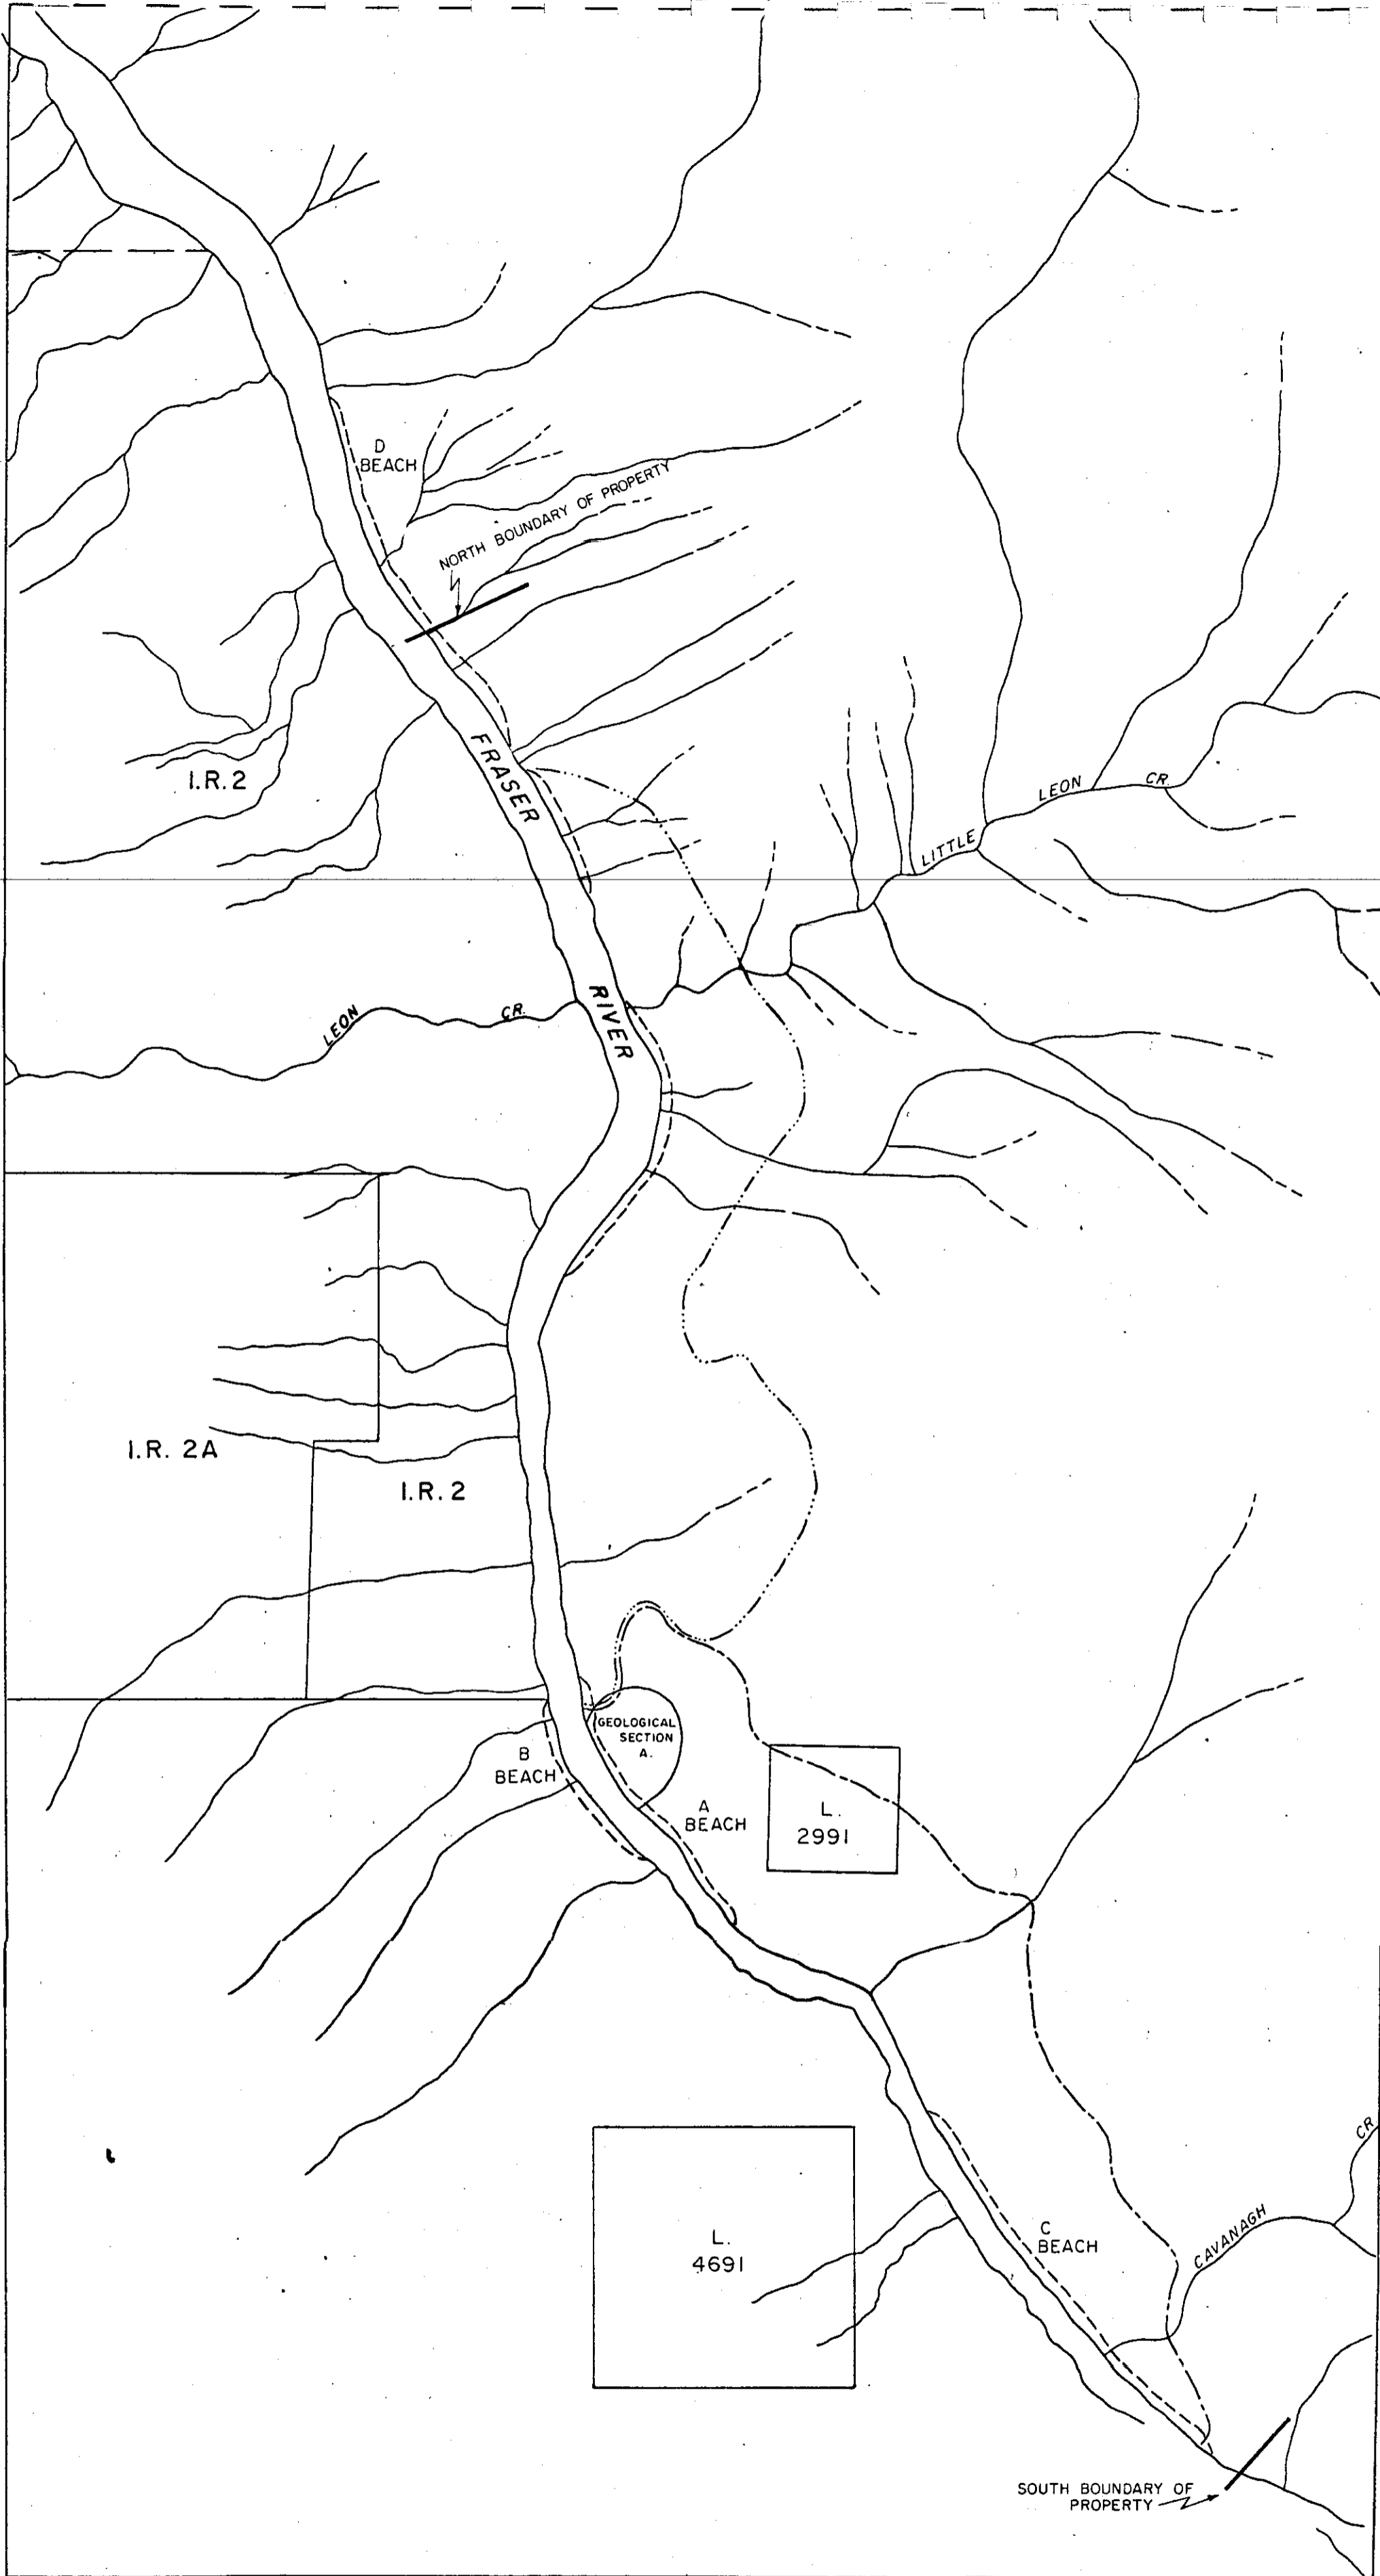 D
BEACH
NORTH BOUNDARY OF PROPERTY
FRASER
I.R. 2
LEON
CR.
LITTLE
RIVER
LEON
CR.
I.R. 2A
I.R. 2
GEOLOGICAL
SECTION
A.
B
BEACH
A
BEACH
L.
2991
CR
L.
4691
C
BEACH
CAVANAGH
SOUTH BOUNDARY OF
PROPERTY